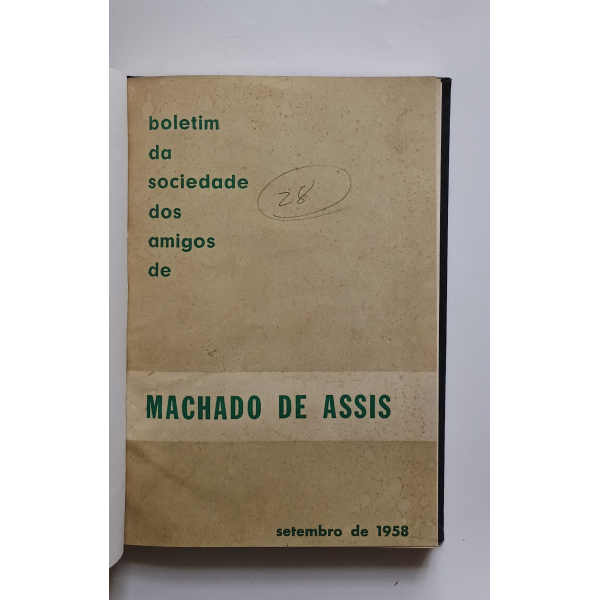 boletim
da
sociedade
dos
amigos
de
28
MACHADO DE ASSIS
setembro de 1958